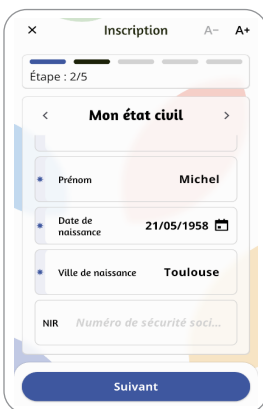 × Inscription A− A+
Étape : 2/5
< Mon état civil >
Prénom Michel
Date de naissance 21/05/1958
Ville de naissance Toulouse
NIR Numéro de sécurité soci...
Suivant